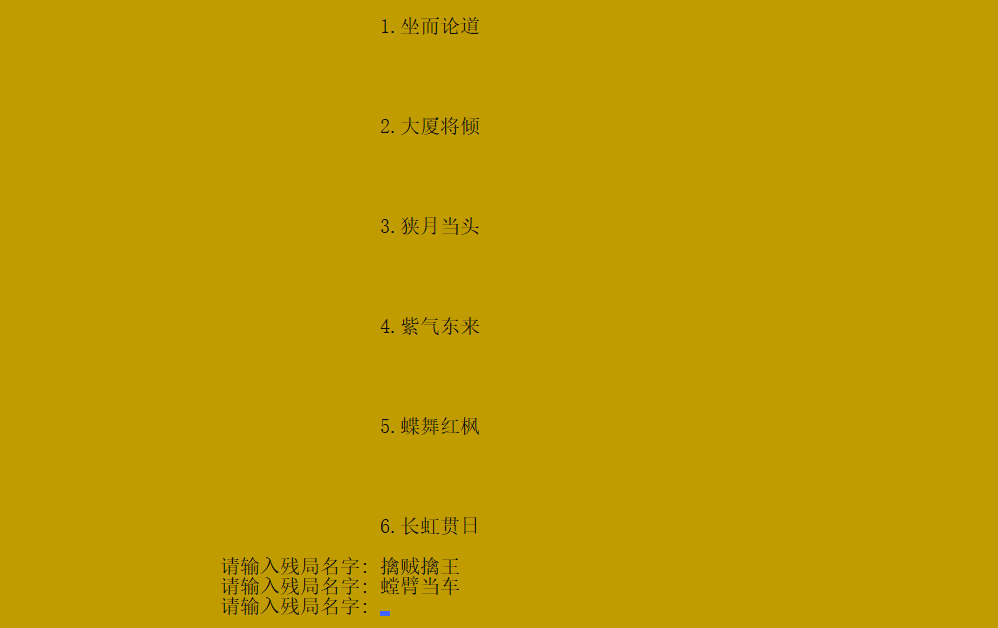 1.坐而论道
2.大厦将倾
3.狭月当头
4.紫气东来
5.蝶舞红枫
6.长虹贯日
请输入残局名字: 擒贼擒王
请输入残局名字: 螳臂当车
请输入残局名字: